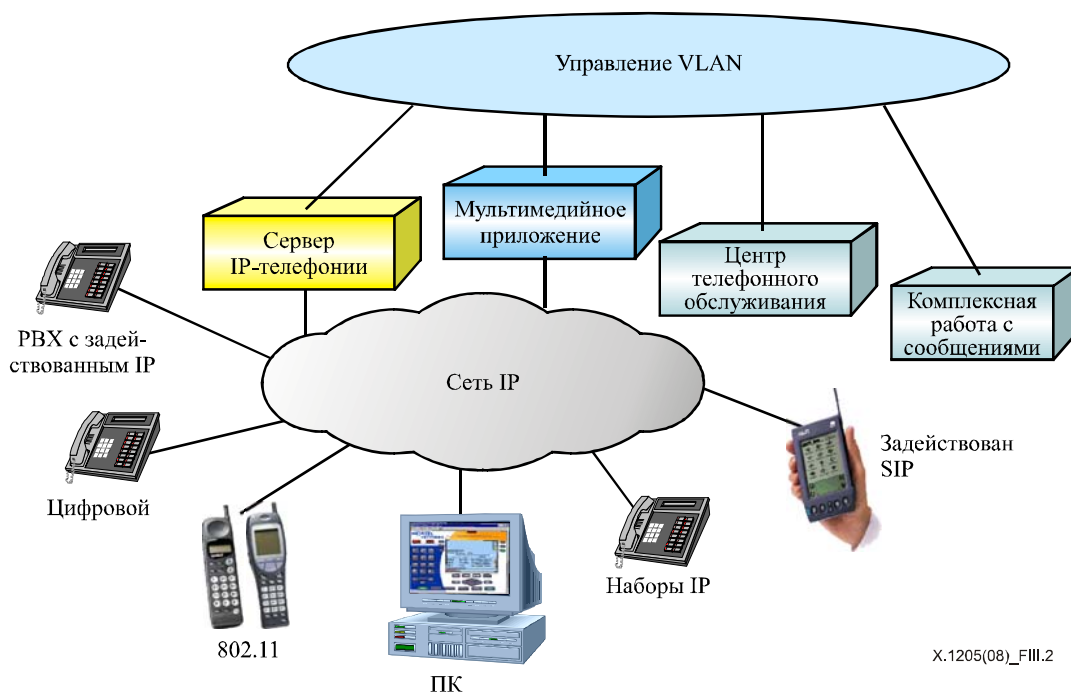 Управление VLAN
Мультимедийное
приложение
Сервер
IP-телефонии
Центр
телефонного
обслуживания
Комплексная
работа с
сообщениями
PBX с задей-
ствованным IP
Сеть IP
Задействован
SIP
Цифровой
Наборы IP
802.11
ПК
X.1205(08)_FIII.2